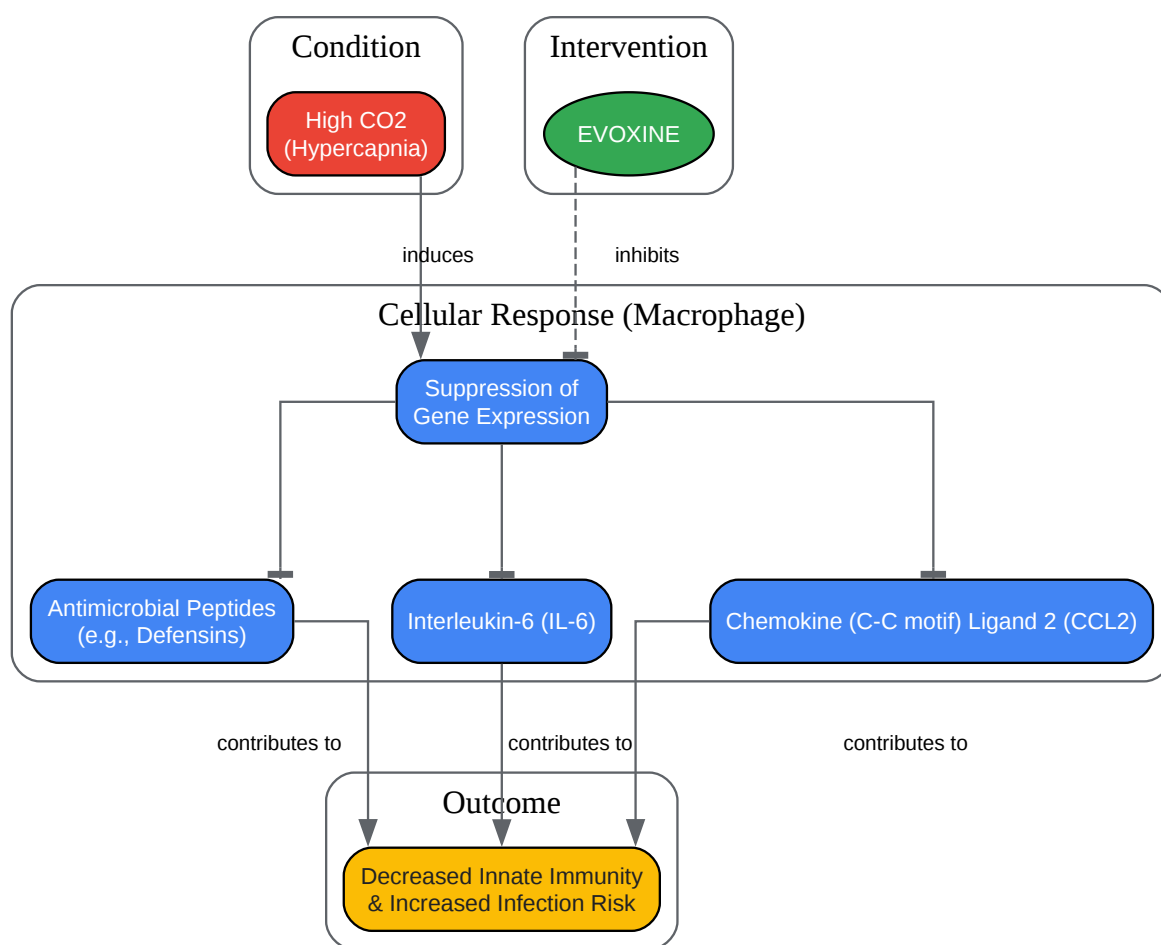 Condition
Intervention
High CO2
(Hypercapnia)
EVOXINE
induces
inhibits
Cellular Response (Macrophage)
Suppression of
Gene Expression
Antimicrobial Peptides
(e.g., Defensins)
Interleukin-6 (IL-6)
Chemokine (C-C motif) Ligand 2 (CCL2)
contributes to
contributes to
contributes to
Outcome
Decreased Innate Immunity
& Increased Infection Risk